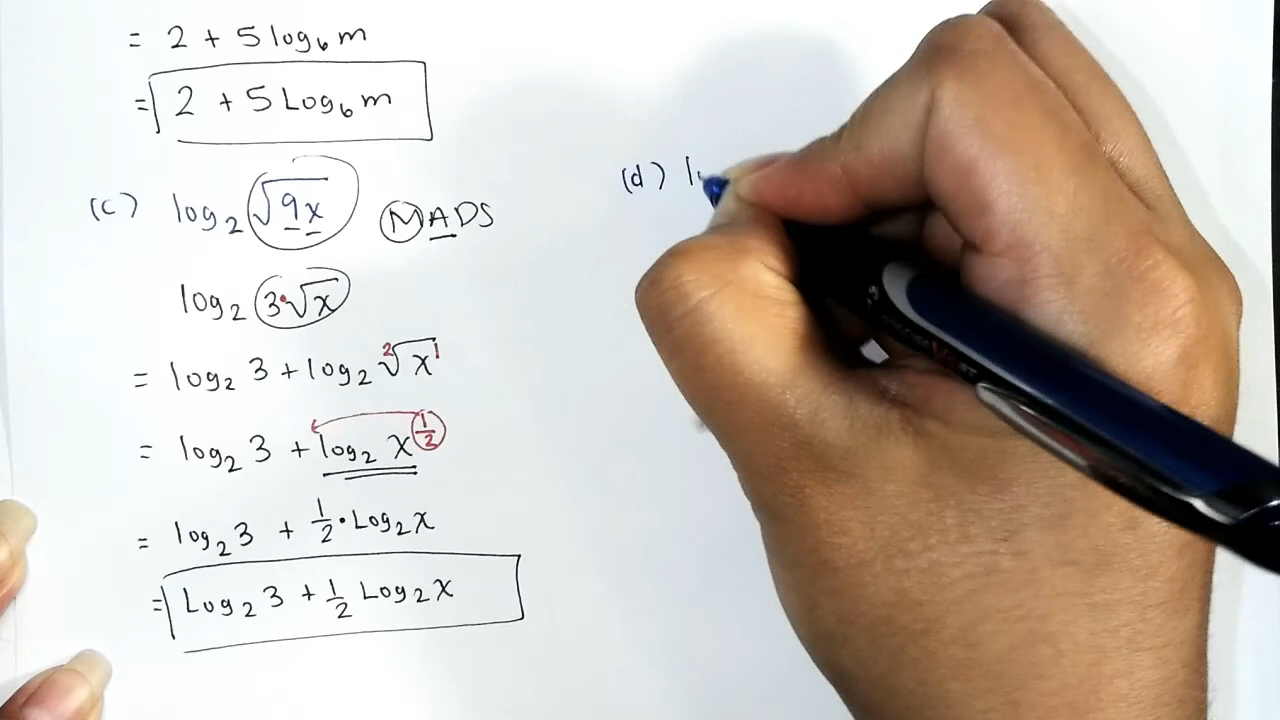 = 2 + 5 log₆ m
= 2 + 5 Log₆ m
(c) log₂ √9x MADS
log₂ 3·√x
= log₂ 3 + log₂ ²√x¹
= log₂ 3 + log₂ x^½
= log₂ 3 + ½ · Log₂ x
= Log₂ 3 + ½ Log₂ x
(d)